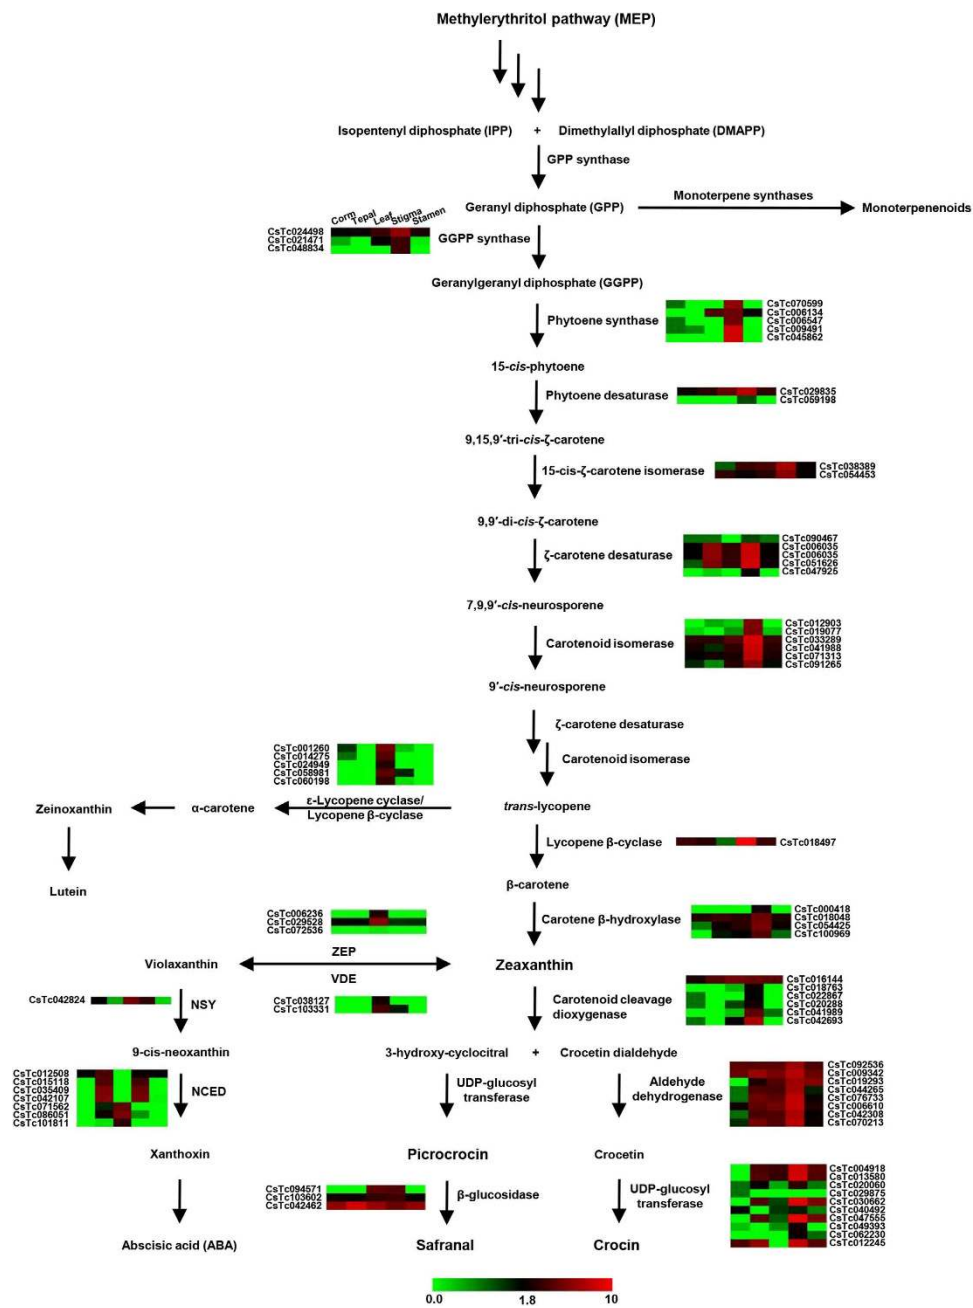 Methylerythritol pathway (MEP)
Isopentenyl diphosphate (IPP) + Dimethylallyl diphosphate (DMAPP)
GPP synthase
Geranyl diphosphate (GPP)
Monoterpene synthases
Monoterpenenoids
Corm
Tepal
Leaf
Stigma
Stamen
CsTc024498
CsTc021471
CsTc048834
GGPP synthase
Geranylgeranyl diphosphate (GGPP)
Phytoene synthase
CsTc070599
CsTc006134
CsTc006547
CsTc009491
CsTc045862
15-cis-phytoene
Phytoene desaturase
CsTc029835
CsTc059198
9,15,9′-tri-cis-ζ-carotene
15-cis-ζ-carotene isomerase
CsTc038389
CsTc054453
9,9′-di-cis-ζ-carotene
ζ-carotene desaturase
CsTc090467
CsTc006035
CsTc006035
CsTc051626
CsTc047925
7,9,9′-cis-neurosporene
Carotenoid isomerase
CsTc012903
CsTc019077
CsTc033289
CsTc041988
CsTc071313
CsTc091265
9′-cis-neurosporene
ζ-carotene desaturase
Carotenoid isomerase
CsTc001260
CsTc014275
CsTc024949
CsTc058981
CsTc060198
Zeinoxanthin
α-carotene
ε-Lycopene cyclase/
Lycopene β-cyclase
trans-lycopene
Lycopene β-cyclase
CsTc018497
Lutein
β-carotene
CsTc006236
CsTc029528
CsTc072536
Carotene β-hydroxylase
CsTc000418
CsTc018048
CsTc054425
CsTc100969
Violaxanthin
ZEP
VDE
Zeaxanthin
CsTc042824
NSY
CsTc038127
CsTc103331
Carotenoid cleavage
dioxygenase
CsTc016144
CsTc018763
CsTc022867
CsTc020288
CsTc041989
CsTc042693
9-cis-neoxanthin
3-hydroxy-cyclocitral + Crocetin dialdehyde
CsTc012508
CsTc015118
CsTc035409
CsTc042107
CsTc071562
CsTc086051
CsTc101811
NCED
UDP-glucosyl
transferase
Aldehyde
dehydrogenase
CsTc092536
CsTc009342
CsTc019293
CsTc044265
CsTc076733
CsTc006610
CsTc042308
CsTc070213
Xanthoxin
Picrocrocin
Crocetin
CsTc094571
CsTc103602
CsTc042462
β-glucosidase
UDP-glucosyl
transferase
CsTc004918
CsTc013580
CsTc020060
CsTc029875
CsTc030662
CsTc040492
CsTc047555
CsTc049393
CsTc062230
CsTc012245
Abscisic acid (ABA)
Safranal
Crocin
0.0 1.8 10